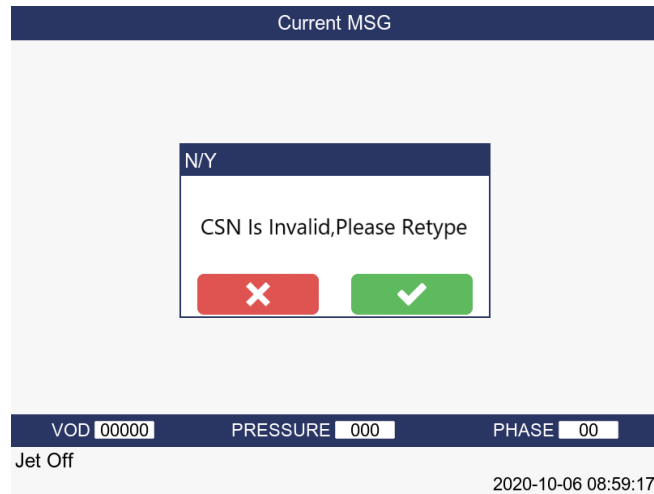 Current MSG
N/Y
CSN Is Invalid,Please Retype
VOD 00000 PRESSURE 000 PHASE 00
Jet Off
2020-10-06 08:59:17